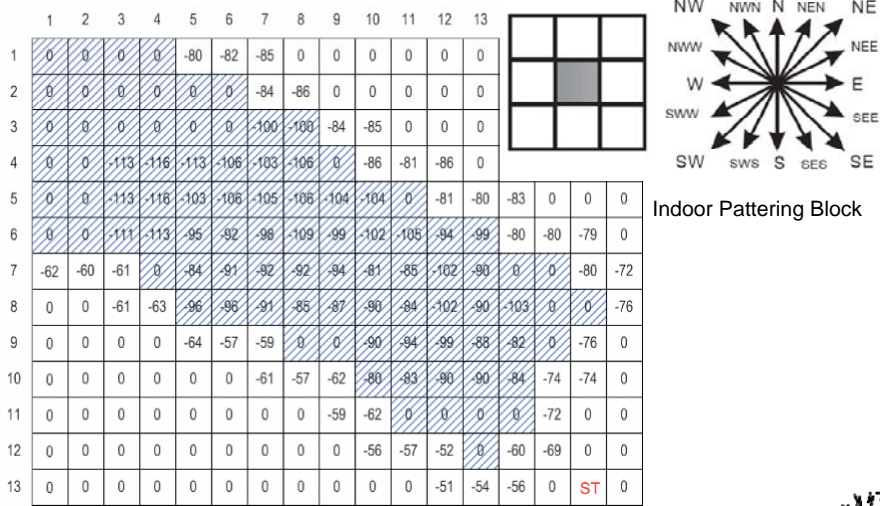 1 2 3 4 5 6 7 8 9 10 11 12 13
1 0 0 0 0 -80 -82 -85 0 0 0 0 0 0
2 0 0 0 0 0 0 -84 -86 0 0 0 0 0
3 0 0 0 0 0 0 -100 -100 -84 -85 0 0 0
4 0 0 -113 -116 -113 -106 -103 -106 0 -86 -81 -86 0
5 0 0 -113 -116 -103 -106 -105 -106 -104 -104 0 -81 -80 -83 0 0 0
6 0 0 -111 -113 -95 -92 -98 -109 -99 -102 -105 -94 -99 -80 -80 -79 0
7 -62 -60 -61 0 -84 -91 -92 -92 -94 -81 -85 -102 -90 0 0 -80 -72
8 0 0 -61 -63 -96 -96 -91 -85 -87 -90 -84 -102 -90 -103 0 0 -76
9 0 0 0 0 -64 -57 -59 0 0 -90 -94 -99 -88 -82 0 -76 0
10 0 0 0 0 0 0 -61 -57 -62 -80 -83 -90 -90 -84 -74 -74 0
11 0 0 0 0 0 0 0 0 -59 -62 0 0 0 0 -72 0 0
12 0 0 0 0 0 0 0 0 0 -56 -57 -52 0 -60 -69 0 0
13 0 0 0 0 0 0 0 0 0 0 0 -51 -54 -56 0 ST 0
NW NWN N NEN NE
NWW NEE
W E
SWW SEE
SW SWS S SES SE
Indoor Pattering Block